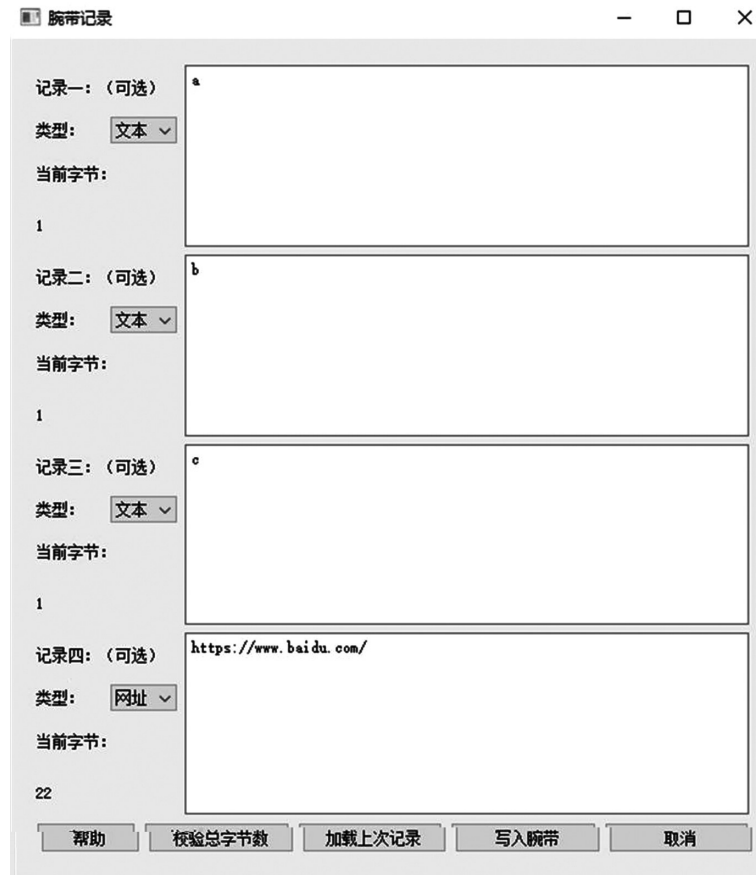 腕带记录
记录一：（可选）
a
类型：
文本
当前字节：
1
记录二：（可选）
b
类型：
文本
当前字节：
1
记录三：（可选）
c
类型：
文本
当前字节：
1
记录四：（可选）
https://www.baidu.com/
类型：
网址
当前字节：
22
帮助
校验总字节数
加载上次记录
写入腕带
取消